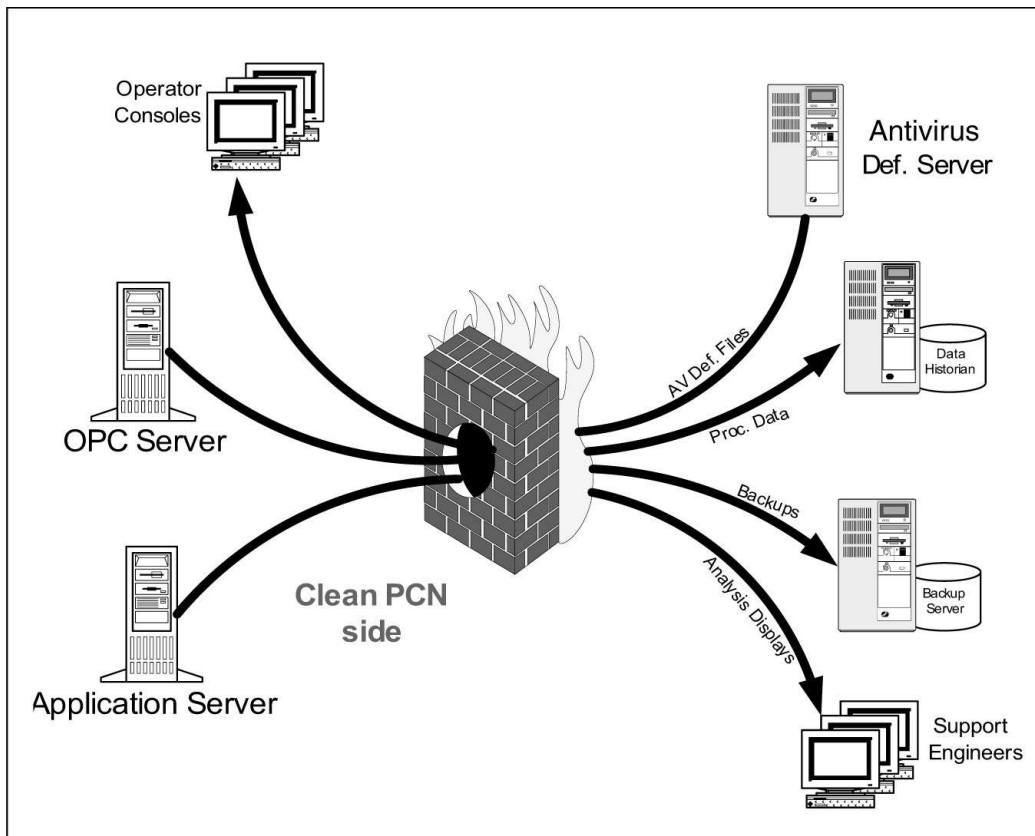 Operator
Consoles
Antivirus
Def. Server
OPC Server
AV Def. Files
Data
Historian
Proc. Data
Backups
Clean PCN
side
Analysis Displays
Backup
Server
Application Server
Support
Engineers